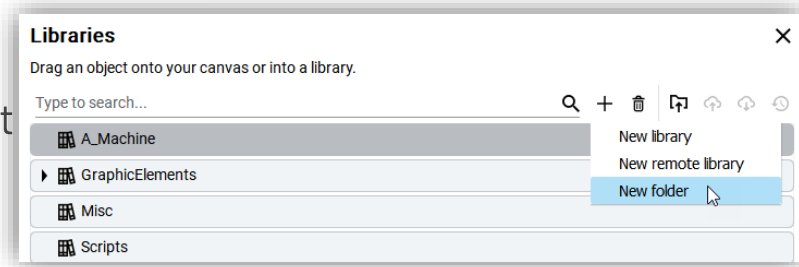 Libraries
Drag an object onto your canvas or into a library.
Type to search...
t
A_Machine
New library
New remote library
GraphicElements
New folder
Misc
Scripts